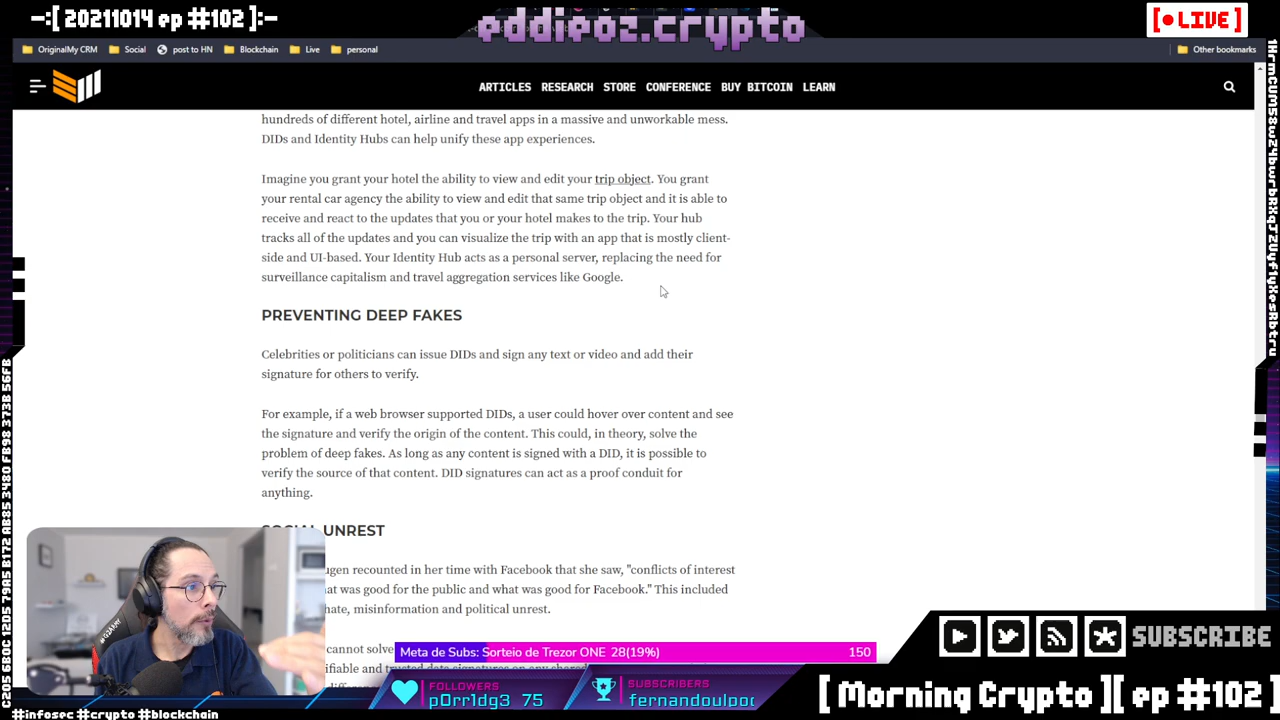 -:[ 20211014 ep #102 ]:-
eddieoz.crypto
[● LIVE]
OriginalMy CRM
Social
post to HN
Blockchain
Live
personal
Other bookmarks
ARTICLES RESEARCH STORE CONFERENCE BUY BITCOIN LEARN
hundreds of different hotel, airline and travel apps in a massive and unworkable mess.
DIDs and Identity Hubs can help unify these app experiences.
Imagine you grant your hotel the ability to view and edit your trip object. You grant
your rental car agency the ability to view and edit that same trip object and it is able to
receive and react to the updates that you or your hotel makes to the trip. Your hub
tracks all of the updates and you can visualize the trip with an app that is mostly client-
side and UI-based. Your Identity Hub acts as a personal server, replacing the need for
surveillance capitalism and travel aggregation services like Google.
PREVENTING DEEP FAKES
Celebrities or politicians can issue DIDs and sign any text or video and add their
signature for others to verify.
For example, if a web browser supported DIDs, a user could hover over content and see
the signature and verify the origin of the content. This could, in theory, solve the
problem of deep fakes. As long as any content is signed with a DID, it is possible to
verify the source of that content. DID signatures can act as a proof conduit for
anything.
SOCIAL UNREST
ugen recounted in her time with Facebook that she saw, "conflicts of interest
at was good for the public and what was good for Facebook." This included
hate, misinformation and political unrest.
cannot solve
Meta de Subs: Sorteio de Trezor ONE 28(19%) 150
FOLLOWERS
p0rr1dg3 75
SUBSCRIBERS
fernandoulpoc
SUBSCRIBE
[ Morning Crypto ][ ep #102 ]
#infosec #crypto #blockchain